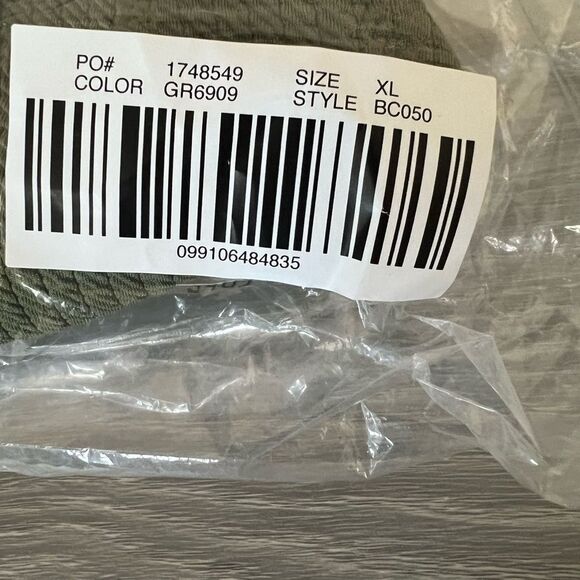 PO# 1748549 SIZE XL
COLOR GR6909 STYLE BC050
099106484835